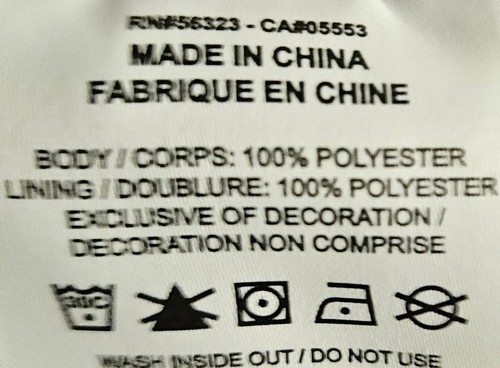 RN#56323 - CA#05553
MADE IN CHINA
FABRIQUE EN CHINE
BODY / CORPS: 100% POLYESTER
LINING / DOUBLURE: 100% POLYESTER
EXCLUSIVE OF DECORATION /
DECORATION NON COMPRISE
30°C
WASH INSIDE OUT / DO NOT USE